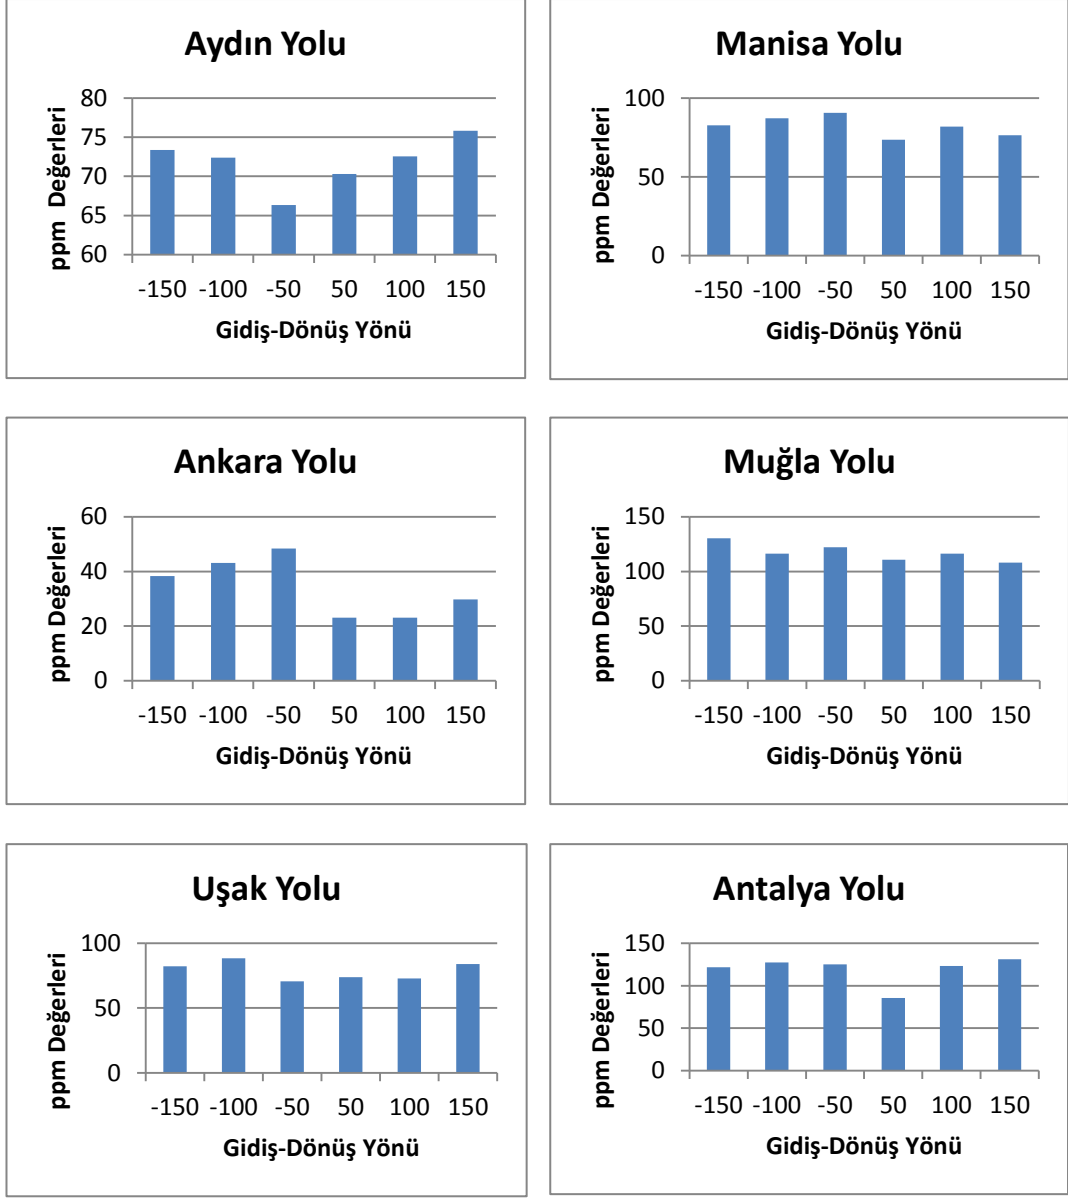 Aydın Yolu
ppm Değerleri
80
75
70
65
60
-150 -100 -50 50 100 150
Gidiş-Dönüş Yönü
Manisa Yolu
ppm Değerleri
100
50
0
-150 -100 -50 50 100 150
Gidiş-Dönüş Yönü
Ankara Yolu
ppm Değerleri
60
40
20
0
-150 -100 -50 50 100 150
Gidiş-Dönüş Yönü
Muğla Yolu
ppm Değerleri
150
100
50
0
-150 -100 -50 50 100 150
Gidiş-Dönüş Yönü
Uşak Yolu
ppm Değerleri
100
50
0
-150 -100 -50 50 100 150
Gidiş-Dönüş Yönü
Antalya Yolu
ppm Değerleri
150
100
50
0
-150 -100 -50 50 100 150
Gidiş-Dönüş Yönü